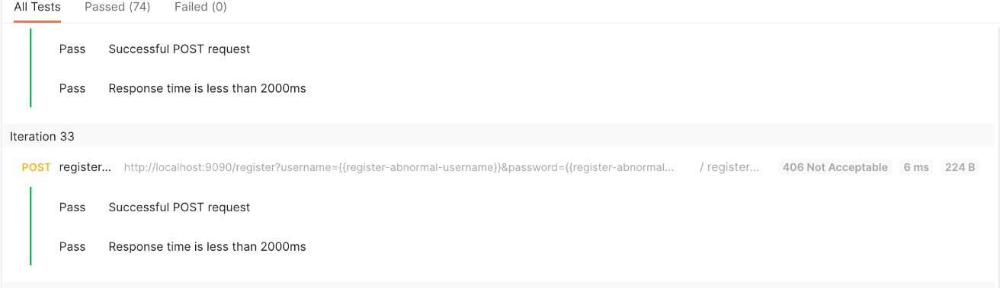 All Tests Passed (74) Failed (0)
Pass Successful POST request
Pass Response time is less than 2000ms
Iteration 33
POST register... http://localhost:9090/register?username={{register-abnormal-username}}&password={{register-abnormal... / register... 406 Not Acceptable 6 ms 224 B
Pass Successful POST request
Pass Response time is less than 2000ms